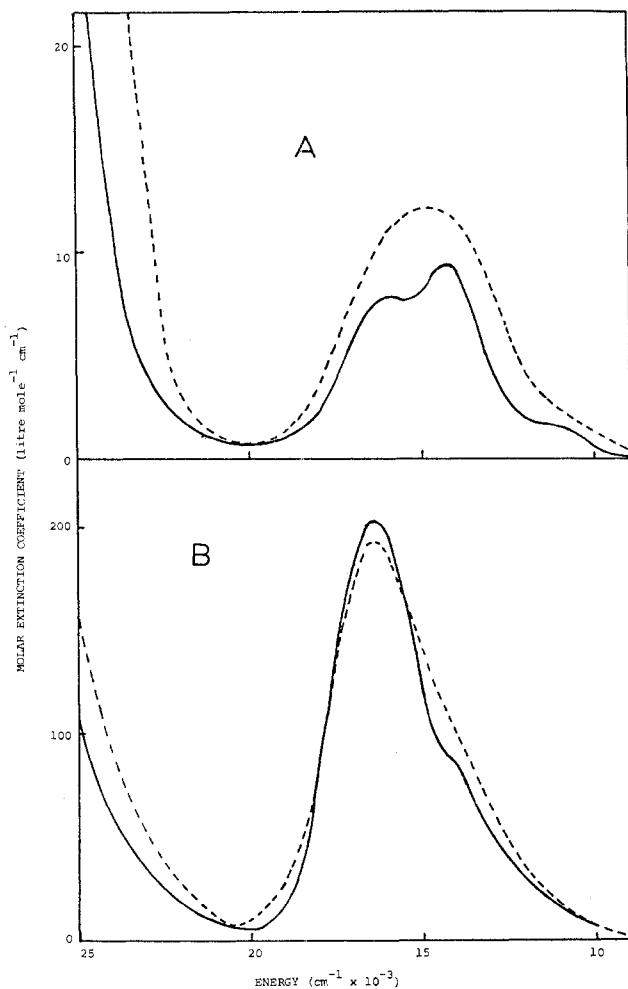 20
A
10
0
MOLAR EXTINCTION COEFFICIENT (litre mole⁻¹ cm⁻¹)
200
B
100
0
25
20
15
10
ENERGY (cm⁻¹ x 10⁻³)